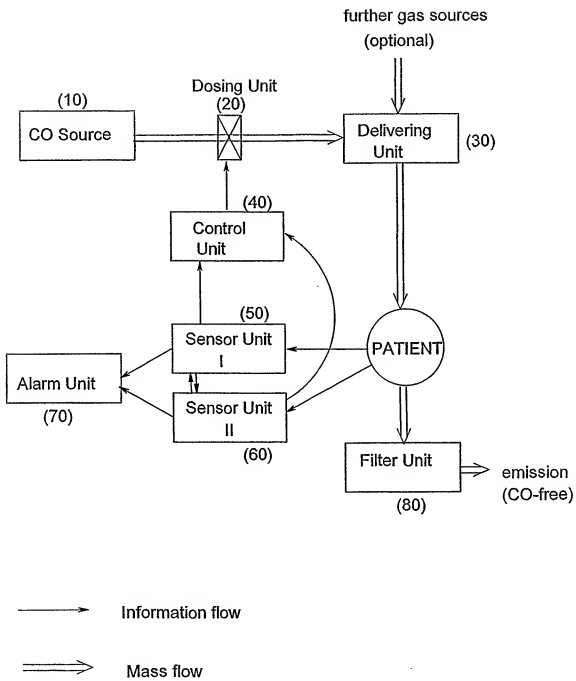 further gas sources
(optional)
Dosing Unit
(10)
(20)
CO Source
Delivering
Unit
(30)
(40)
Control
Unit
(50)
Sensor Unit
I
PATIENT
Alarm Unit
(70)
Sensor Unit
II
(60)
Filter Unit
(80)
emission
(CO-free)
Information flow
Mass flow